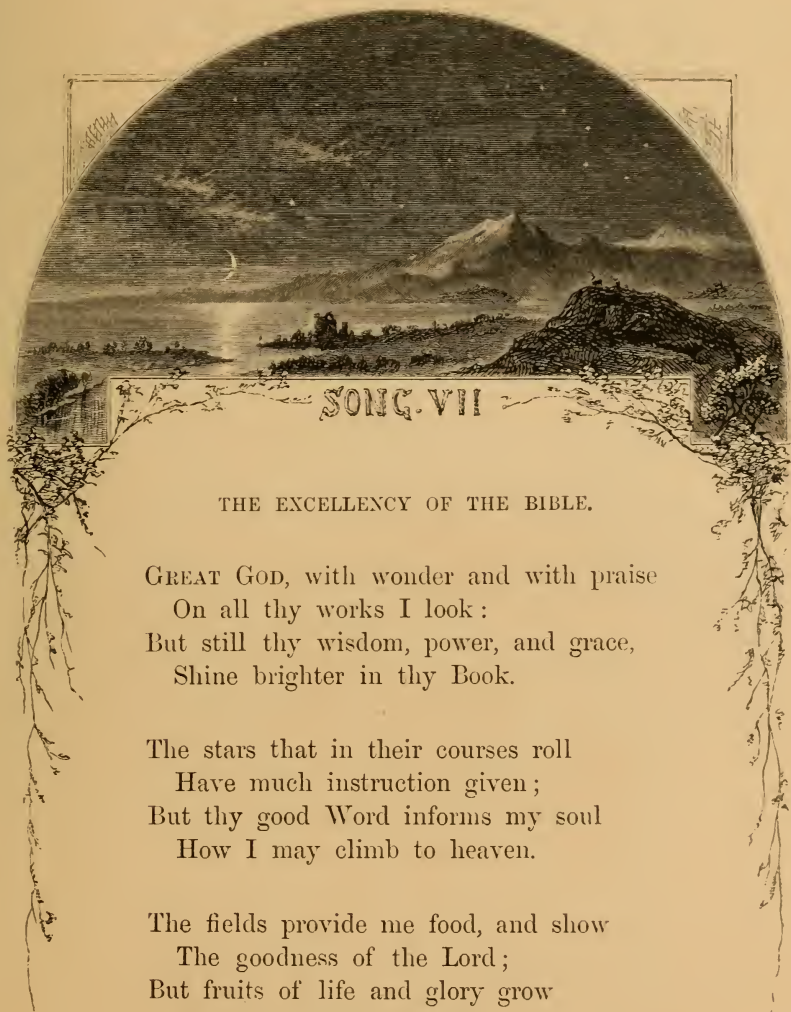 SONG. VII
THE EXCELLENCY OF THE BIBLE.
GREAT GOD, with wonder and with praise
On all thy works I look :
But still thy wisdom, power, and grace,
Shine brighter in thy Book.
The stars that in their courses roll
Have much instruction given ;
But thy good Word informs my soul
How I may climb to heaven.
The fields provide me food, and show
The goodness of the Lord ;
But fruits of life and glory grow